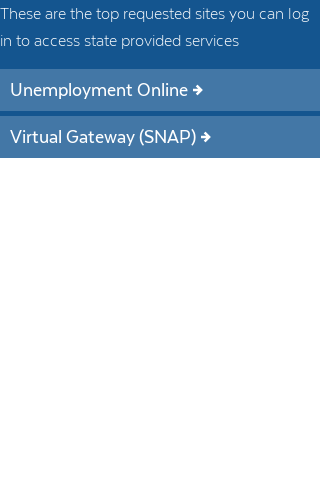 These are the top requested sites you can log
in to access state provided services
Unemployment Online →
Virtual Gateway (SNAP) →